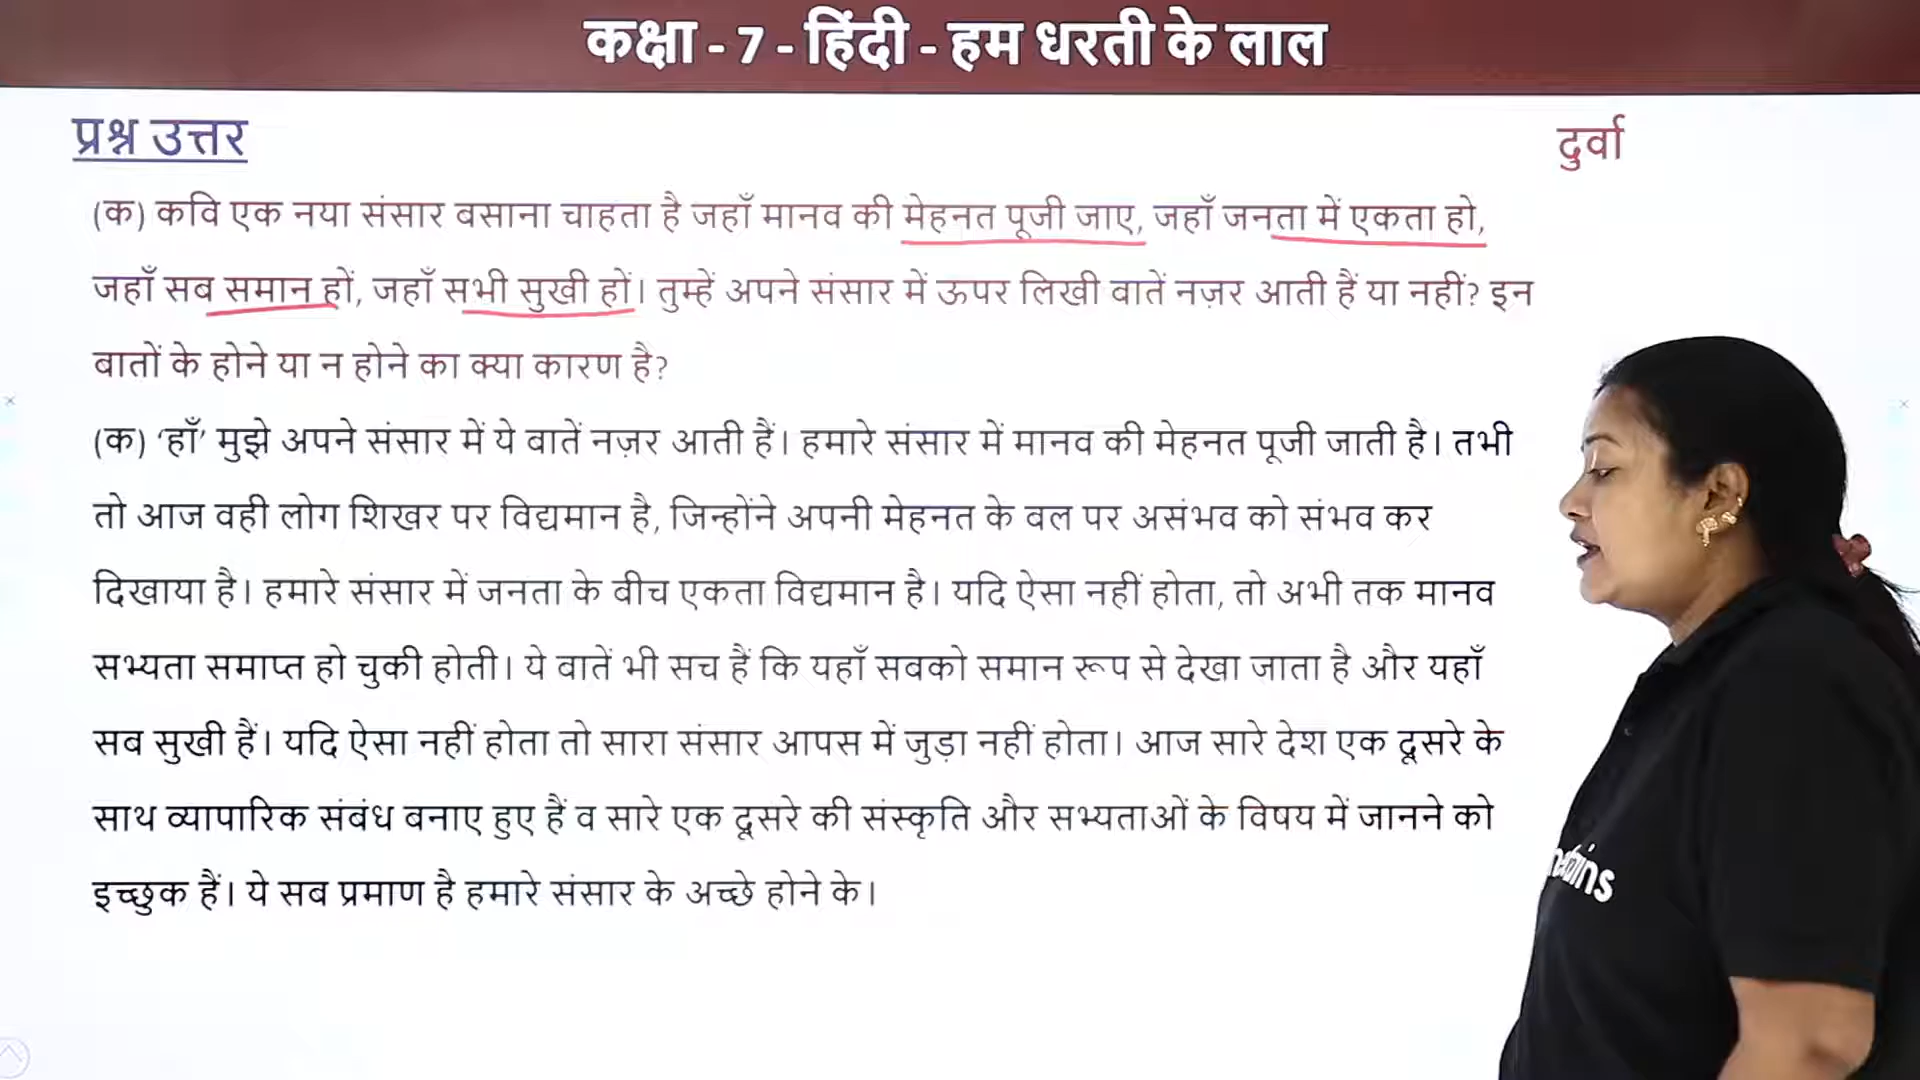 कक्षा - 7 - हिंदी - हम धरती के लाल
प्रश्न उत्तर
दुर्वा
(क) कवि एक नया संसार बसाना चाहता है जहाँ मानव की मेहनत पूजी जाए, जहाँ जनता में एकता हो,
जहाँ सब समान हों, जहाँ सभी सुखी हों। तुम्हें अपने संसार में ऊपर लिखी बातें नज़र आती हैं या नहीं? इन
बातों के होने या न होने का क्या कारण है?
(क) ‘हाँ’ मुझे अपने संसार में ये बातें नज़र आती हैं। हमारे संसार में मानव की मेहनत पूजी जाती है। तभी
तो आज वही लोग शिखर पर विद्यमान है, जिन्होंने अपनी मेहनत के बल पर असंभव को संभव कर
दिखाया है। हमारे संसार में जनता के बीच एकता विद्यमान है। यदि ऐसा नहीं होता, तो अभी तक मानव
सभ्यता समाप्त हो चुकी होती। ये बातें भी सच हैं कि यहाँ सबको समान रूप से देखा जाता है और यहाँ
सब सुखी हैं। यदि ऐसा नहीं होता तो सारा संसार आपस में जुड़ा नहीं होता। आज सारे देश एक दूसरे के
साथ व्यापारिक संबंध बनाए हुए हैं व सारे एक दूसरे की संस्कृति और सभ्यताओं के विषय में जानने को
इच्छुक हैं। ये सब प्रमाण है हमारे संसार के अच्छे होने के।